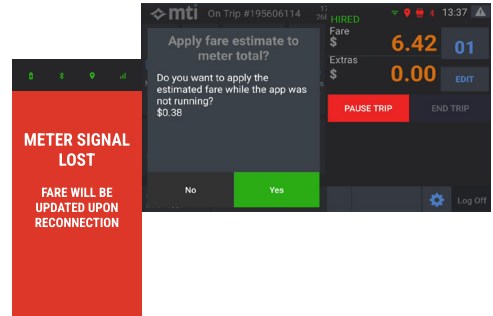 METER SIGNAL
LOST
FARE WILL BE
UPDATED UPON
RECONNECTION
mti On Trip #195606114
Apply fare estimate to
meter total?
Do you want to apply the
estimated fare while the app was
not running?
$0.38
No Yes
HIRED 13:37
Fare
$ 6.42 01
Extras
$ 0.00 EDIT
PAUSE TRIP END TRIP
Log Off